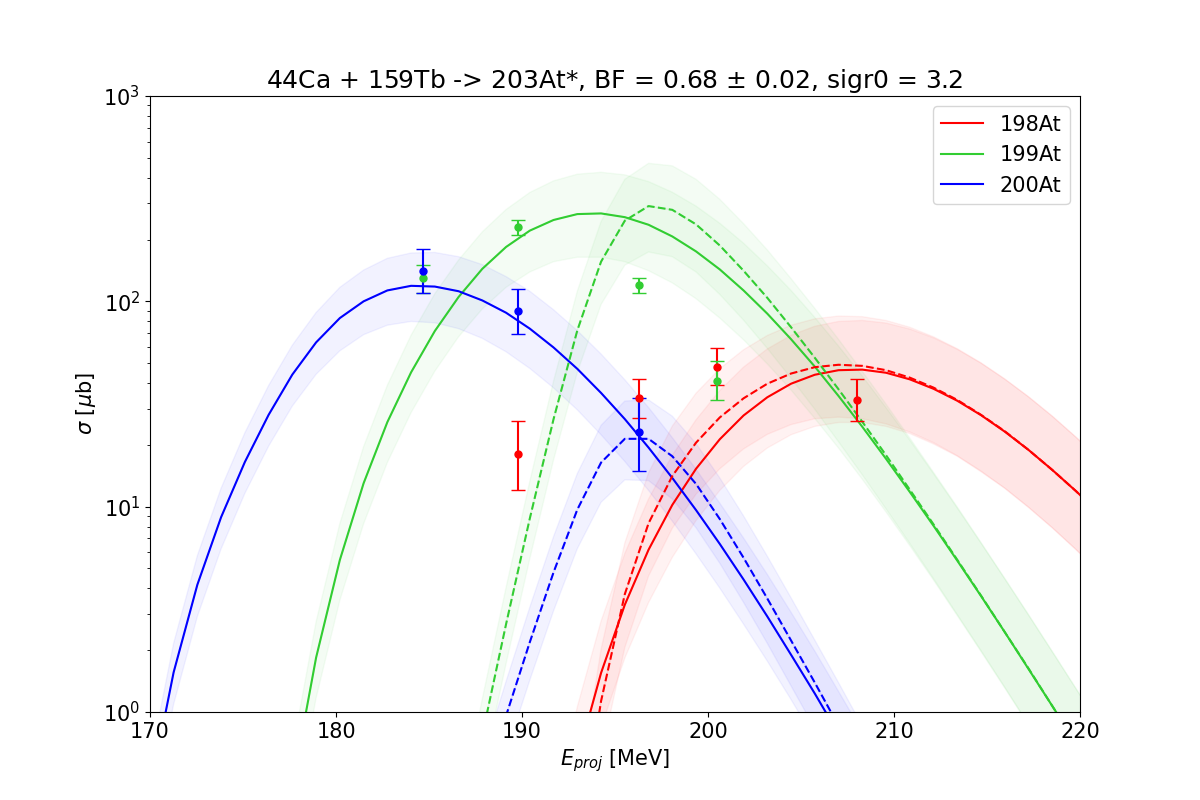 44Ca + 159Tb -> 203At*, BF = 0.68 ± 0.02, sigr0 = 3.2
10³
10²
10¹
10⁰
σ [μb]
198At
199At
200At
170 180 190 200 210 220
E_proj [MeV]